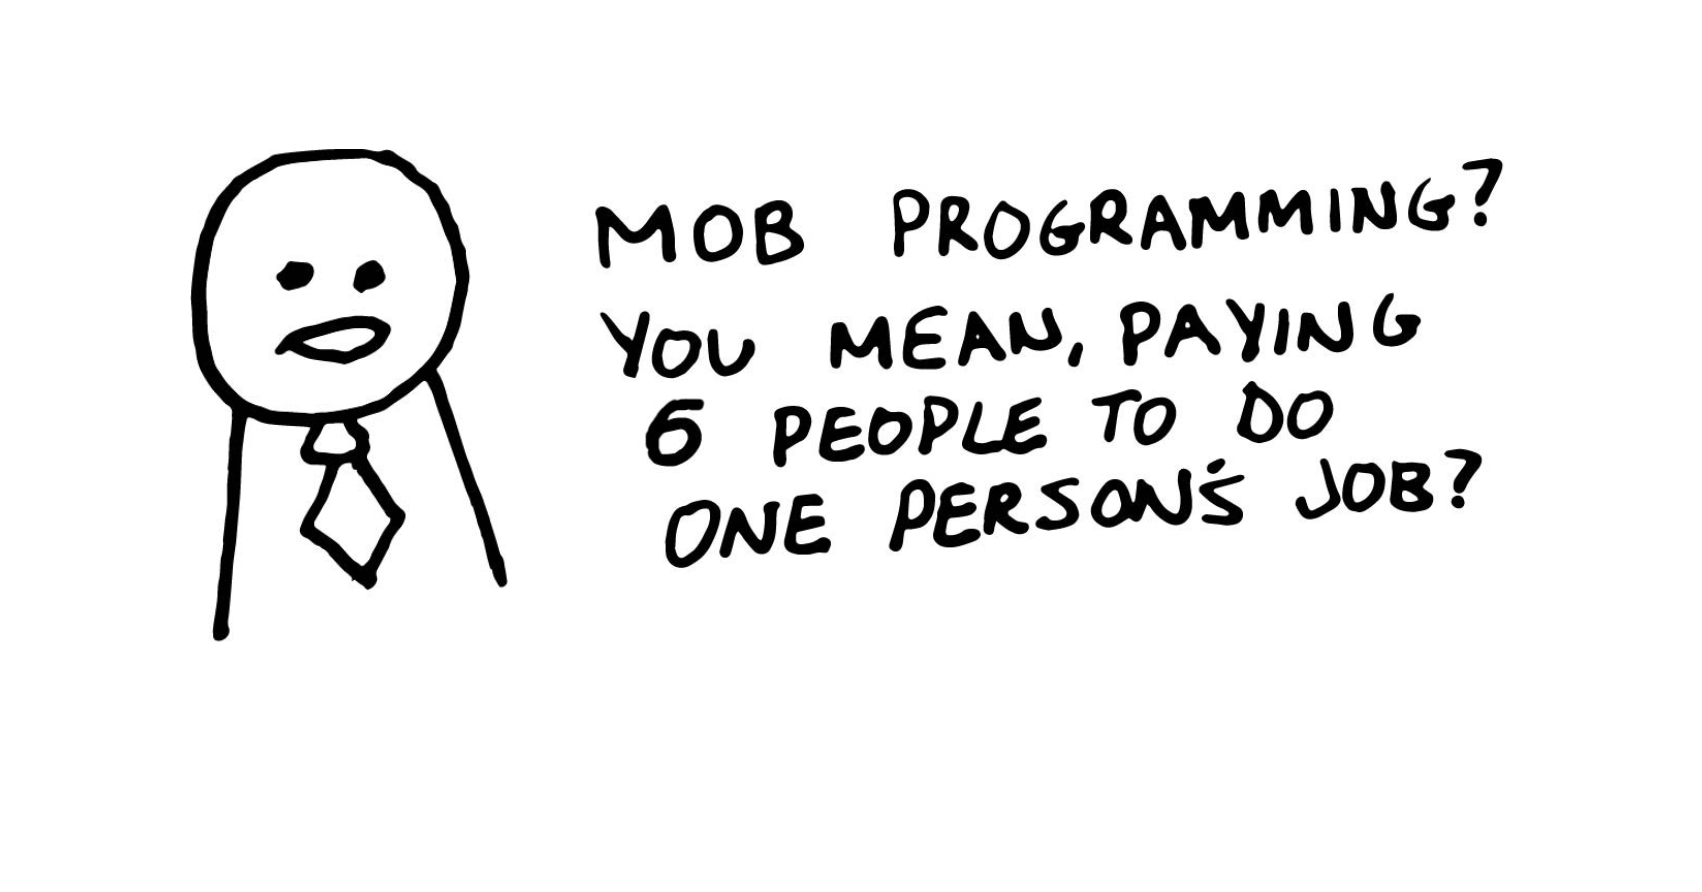 MOB PROGRAMMING?
YOU MEAN, PAYING
6 PEOPLE TO DO
ONE PERSON'S JOB?